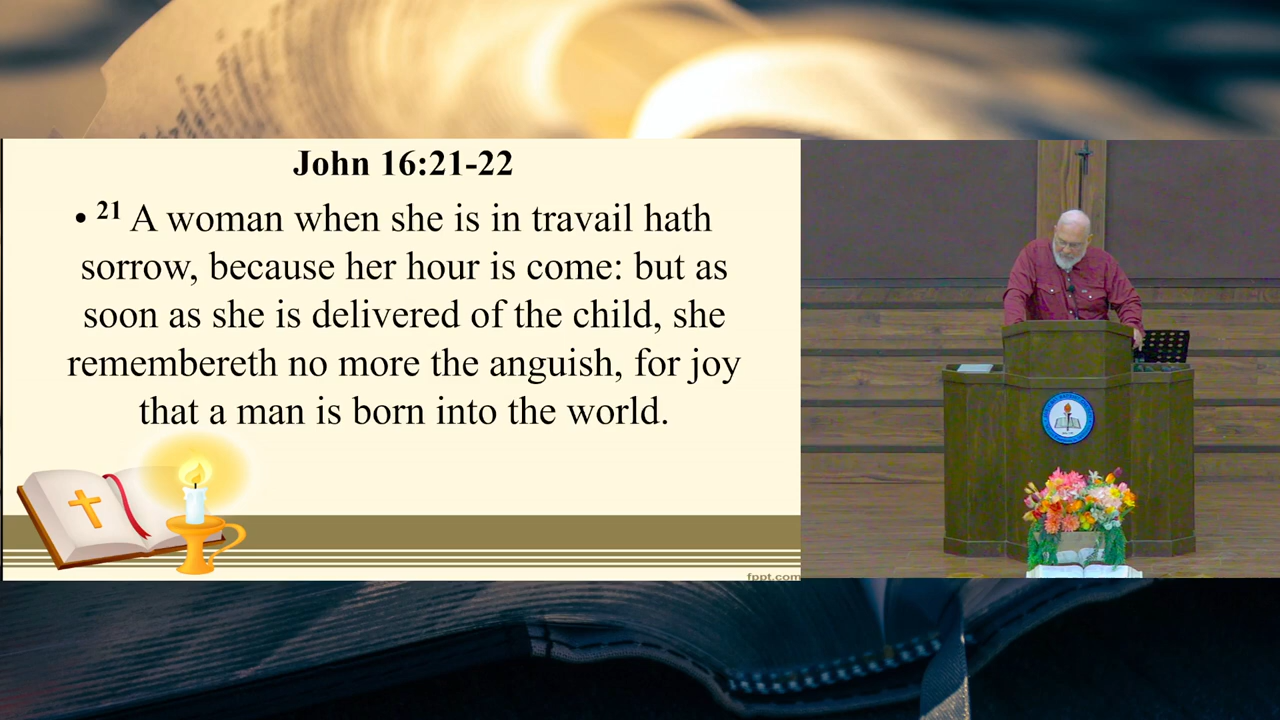 John 16:21-22
• 21 A woman when she is in travail hath
sorrow, because her hour is come: but as
soon as she is delivered of the child, she
remembereth no more the anguish, for joy
that a man is born into the world.
fppt.com